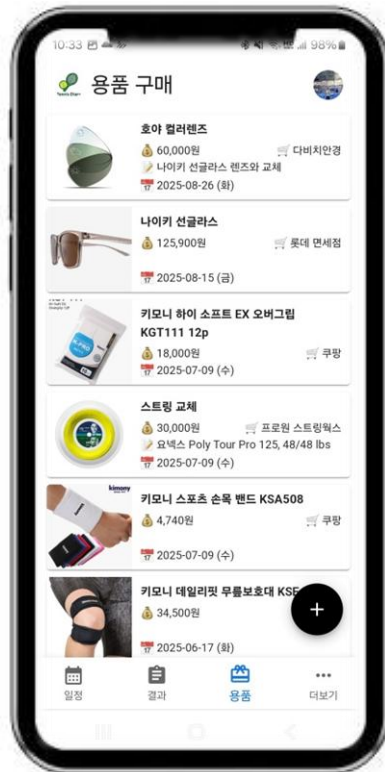 10:33
98%
용품 구매
호야 컬러렌즈
60,000원
다비치안경
나이키 선글라스 렌즈와 교체
2025-08-26 (화)
나이키 선글라스
125,900원
롯데 면세점
2025-08-15 (금)
키모니 하이 소프트 EX 오버그립
KGT111 12p
18,000원
쿠팡
2025-07-09 (수)
스트링 교체
30,000원
프로원 스트링웍스
요넥스 Poly Tour Pro 125, 48/48 lbs
2025-07-09 (수)
kimony
키모니 스포츠 손목 밴드 KSA508
4,740원
쿠팡
2025-07-09 (수)
키모니 데일리핏 무릎보호대
34,500원
2025-06-17 (화)
+
일정
결과
용품
더보기